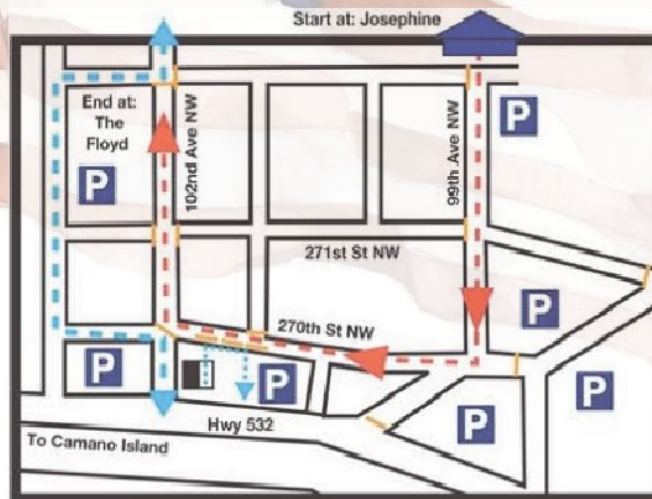 Start at: Josephine
End at:
The
Floyd
102nd Ave NW
99th Ave NW
P
P
271st St NW
P
270th St NW
P
P
P
P
Hwy 532
To Camano Island